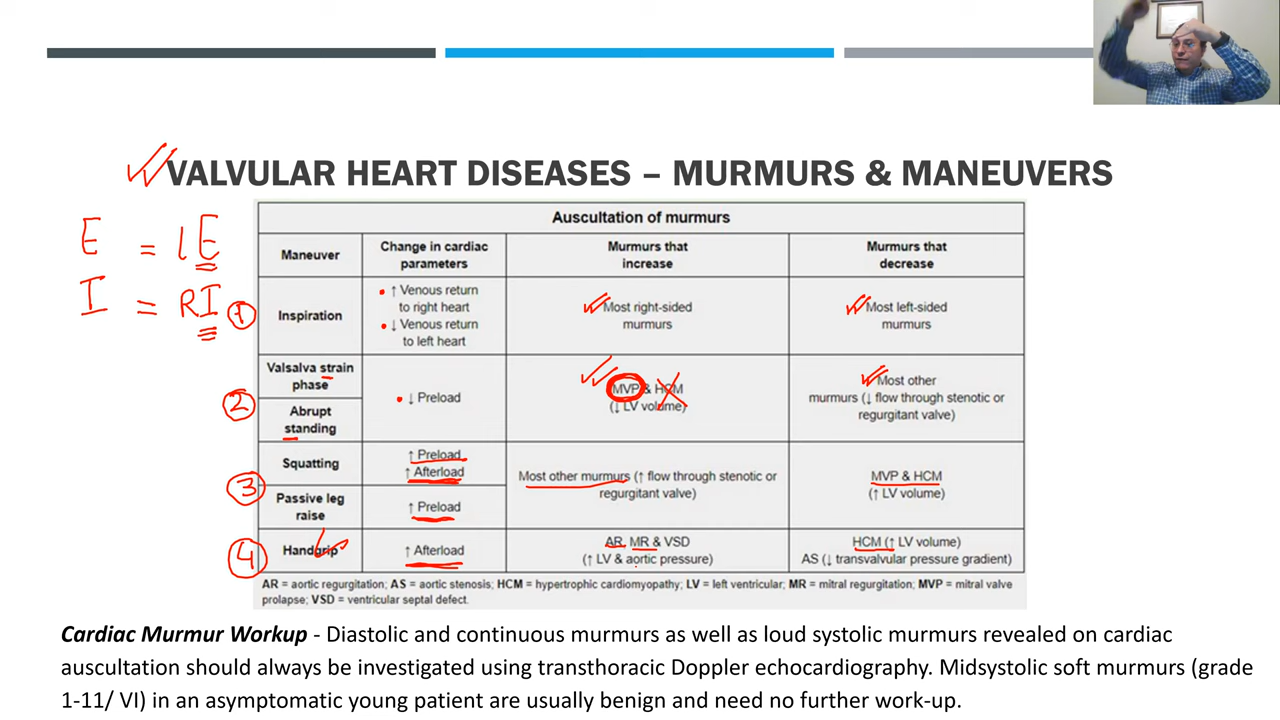 VALVULAR HEART DISEASES – MURMURS & MANEUVERS
E = lE
I = RI
Auscultation of murmurs
Maneuver
Change in cardiac
parameters
Murmurs that
increase
Murmurs that
decrease
1
Inspiration
↑ Venous return
to right heart
↓ Venous return
to left heart
Most right-sided
murmurs
Most left-sided
murmurs
2
Valsalva strain
phase
Abrupt
standing
↓ Preload
MVP & HCM
(↓ LV volume)
Most other
murmurs (↓ flow through stenotic or
regurgitant valve)
3
Squatting
↑ Preload
↑ Afterload
Passive leg
raise
↑ Preload
Most other murmurs (↑ flow through stenotic or
regurgitant valve)
MVP & HCM
(↑ LV volume)
4
Handgrip
↑ Afterload
AR, MR & VSD
(↑ LV & aortic pressure)
HCM (↑ LV volume)
AS (↓ transvalvular pressure gradient)
AR = aortic regurgitation; AS = aortic stenosis; HCM = hypertrophic cardiomyopathy; LV = left ventricular; MR = mitral regurgitation; MVP = mitral valve
prolapse; VSD = ventricular septal defect.
Cardiac Murmur Workup - Diastolic and continuous murmurs as well as loud systolic murmurs revealed on cardiac
auscultation should always be investigated using transthoracic Doppler echocardiography. Midsystolic soft murmurs (grade
1-11/ VI) in an asymptomatic young patient are usually benign and need no further work-up.